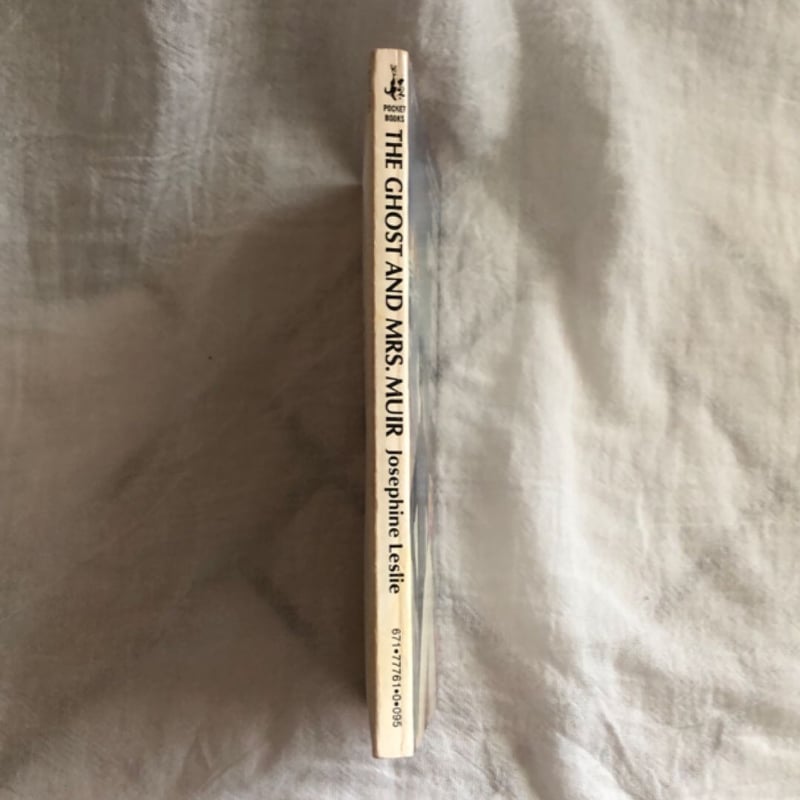 POCKET
BOOKS
THE GHOST AND MRS. MUIR Josephine Leslie
671•77761•0•095